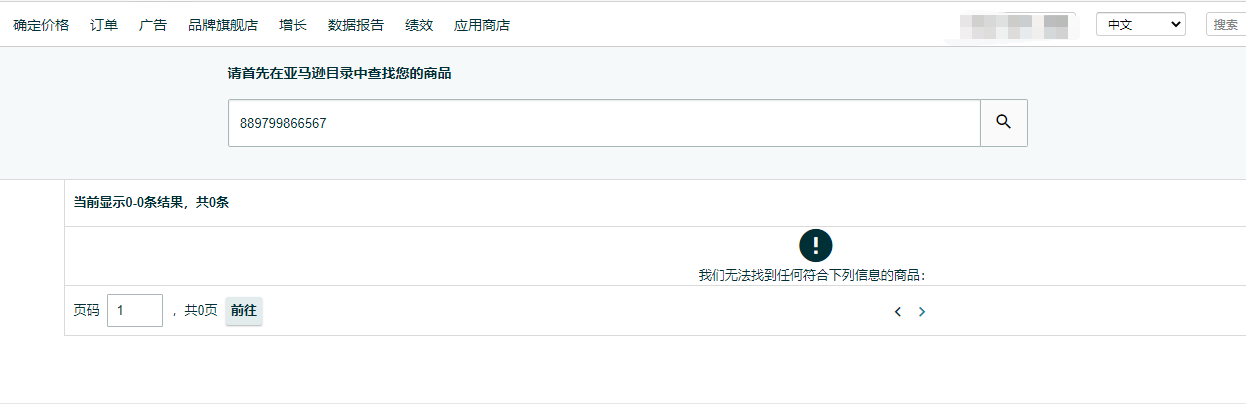 确定价格 订单 广告 品牌旗舰店 增长 数据报告 绩效 应用商店 中文 搜索
请首先在亚马逊目录中查找您的商品
889799866567
当前显示0-0条结果，共0条
我们无法找到任何符合下列信息的商品：
页码 1 ，共0页 前往